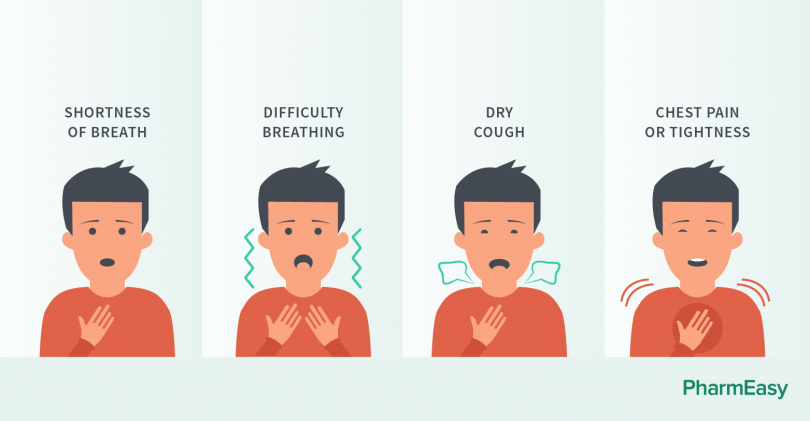 SHORTNESS
OF BREATH
DIFFICULTY
BREATHING
DRY
COUGH
CHEST PAIN
OR TIGHTNESS
PharmEasy